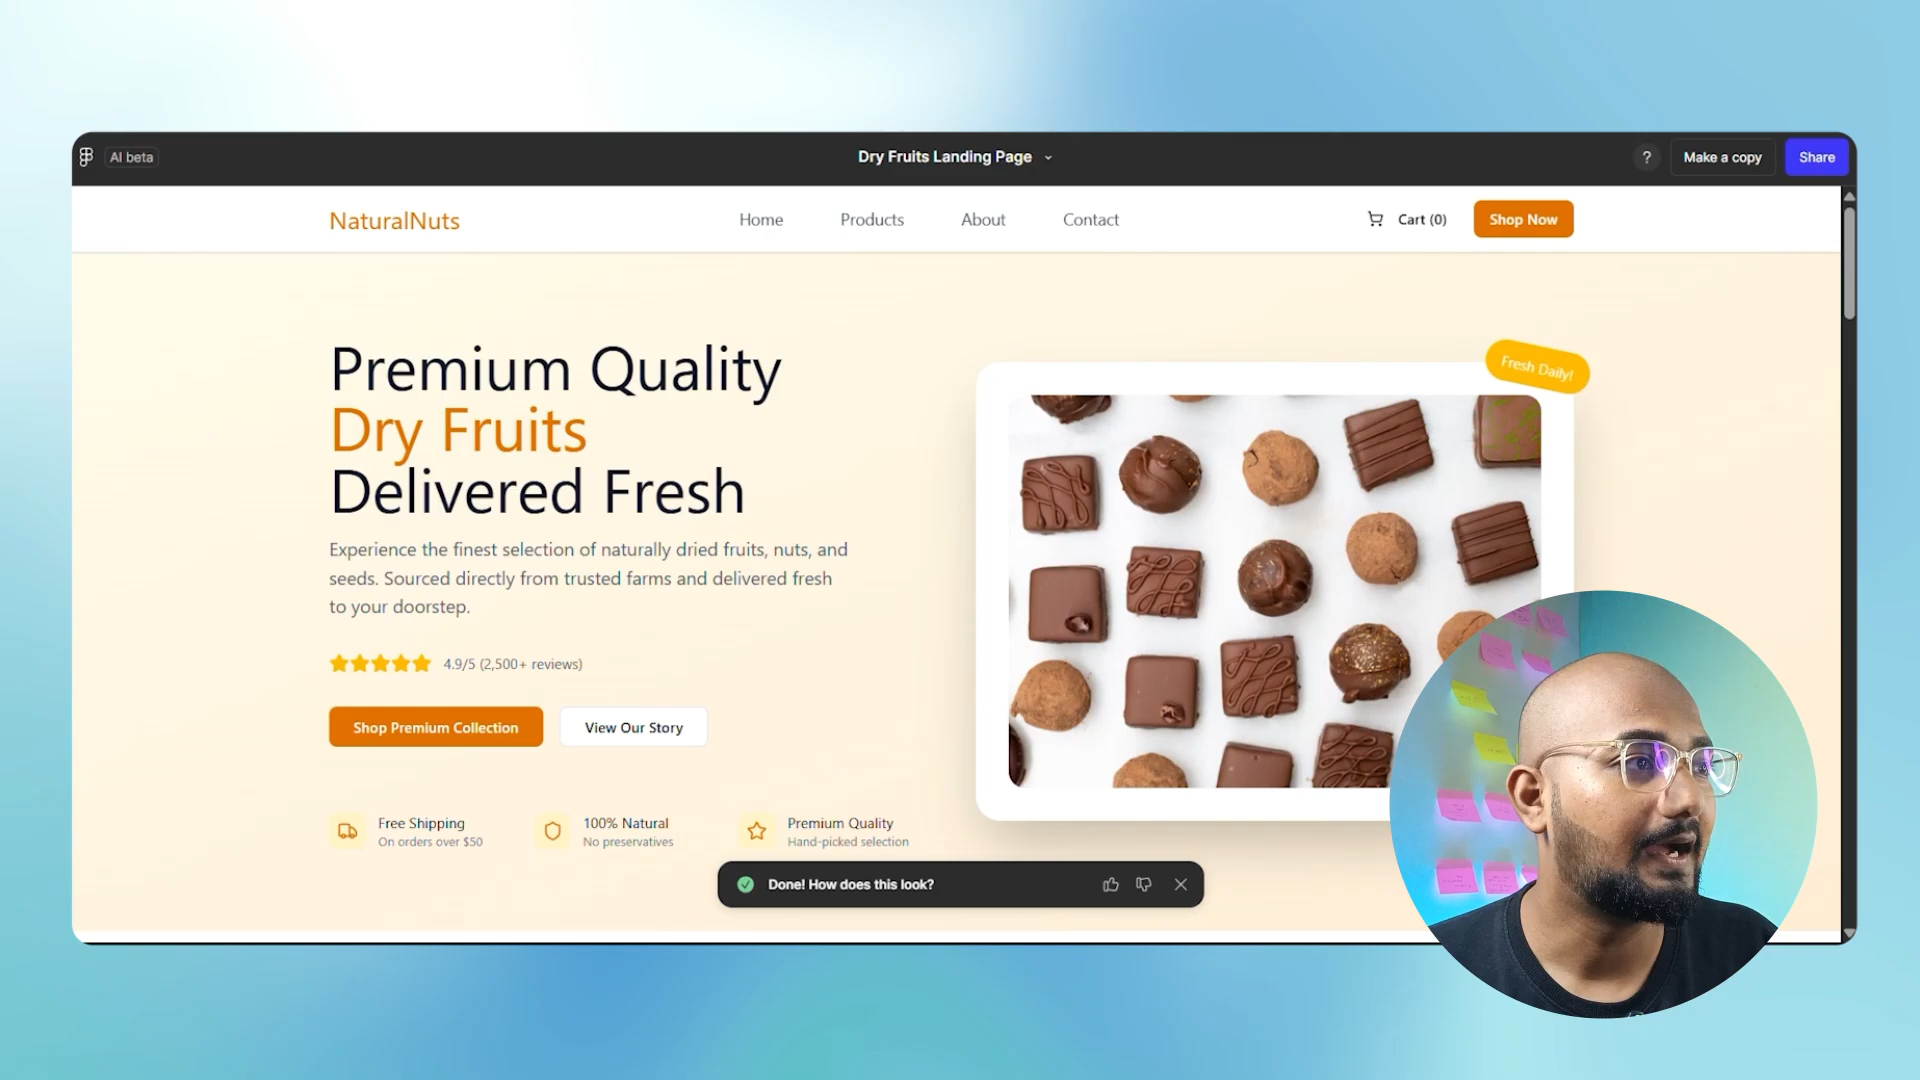 AI beta
Dry Fruits Landing Page
?
Make a copy
Share
NaturalNuts
Home
Products
About
Contact
Cart (0)
Shop Now
Premium Quality
Dry Fruits
Delivered Fresh
Experience the finest selection of naturally dried fruits, nuts, and
seeds. Sourced directly from trusted farms and delivered fresh
to your doorstep.
4.9/5 (2,500+ reviews)
Shop Premium Collection
View Our Story
Free Shipping
On orders over $50
100% Natural
No preservatives
Premium Quality
Hand-picked selection
Fresh Daily!
Done! How does this look?